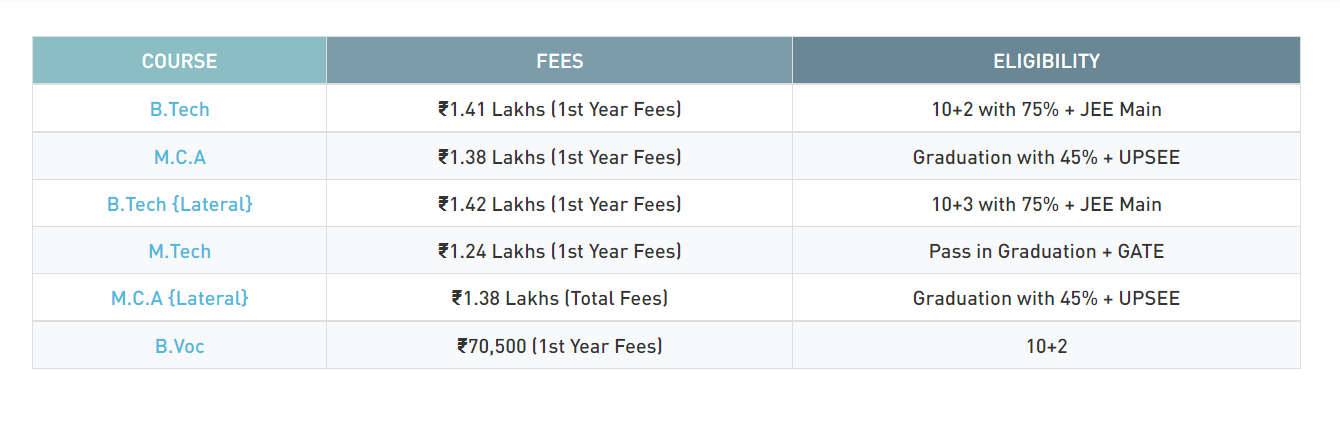 COURSE FEES ELIGIBILITY
B.Tech ₹1.41 Lakhs (1st Year Fees) 10+2 with 75% + JEE Main
M.C.A ₹1.38 Lakhs (1st Year Fees) Graduation with 45% + UPSEE
B.Tech {Lateral} ₹1.42 Lakhs (1st Year Fees) 10+3 with 75% + JEE Main
M.Tech ₹1.24 Lakhs (1st Year Fees) Pass in Graduation + GATE
M.C.A {Lateral} ₹1.38 Lakhs (Total Fees) Graduation with 45% + UPSEE
B.Voc ₹70,500 (1st Year Fees) 10+2